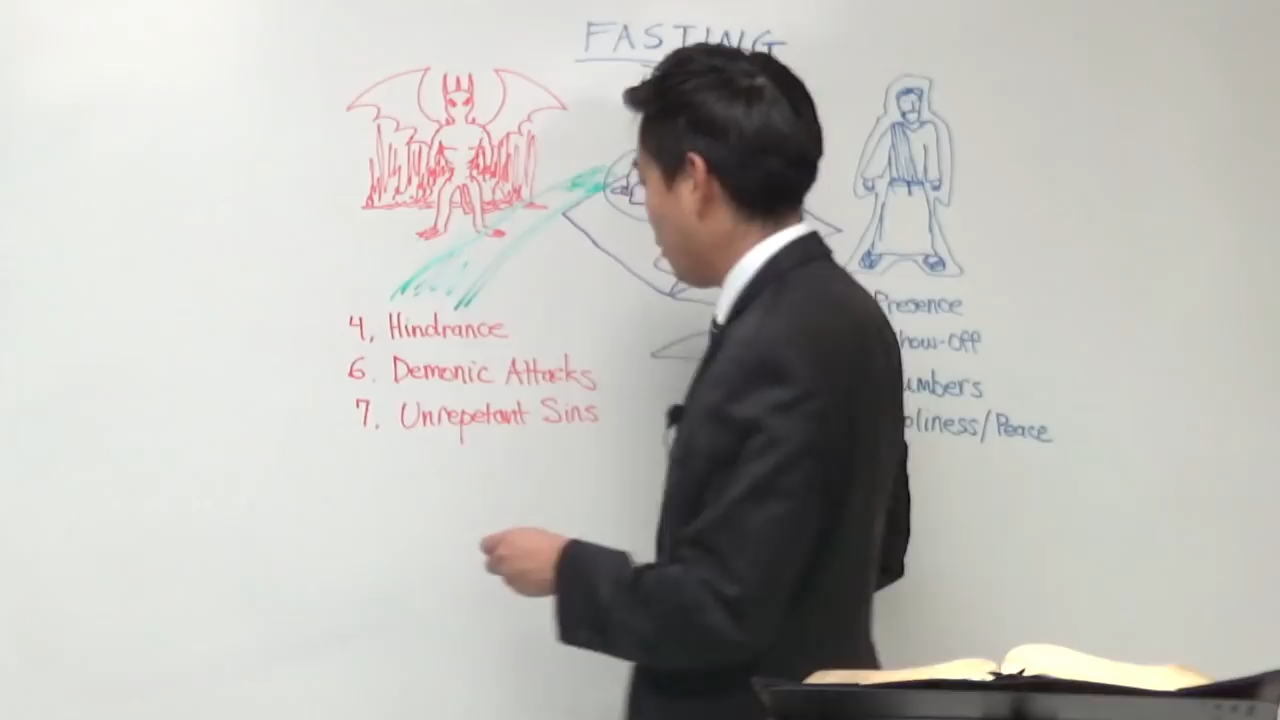 FASTING
4. Hindrance
6. Demonic Attacks
7. Unrepetant Sins
Presence
how-Off
umbers
oliness/Peace